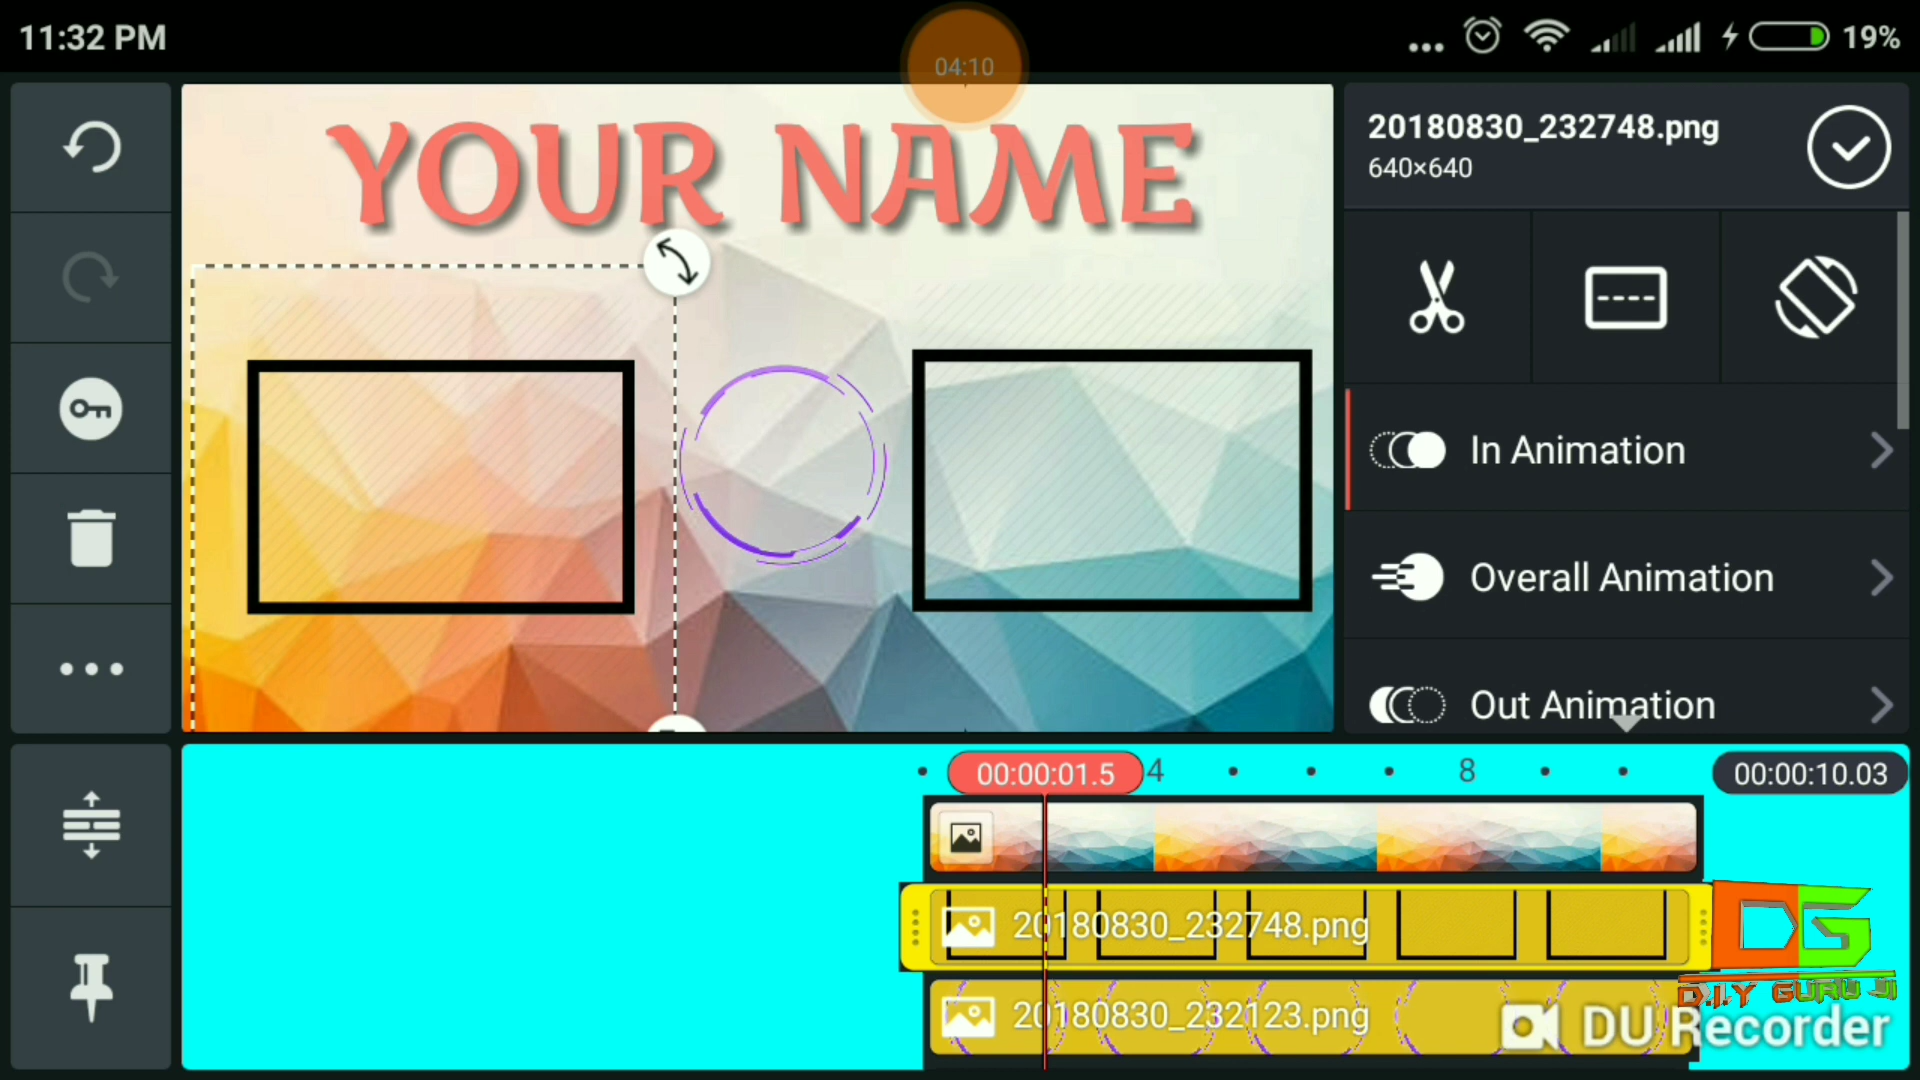 11:32 PM
19%
04:10
YOUR NAME
20180830_232748.png
640×640
In Animation
Overall Animation
Out Animation
00:00:01.5
4
8
00:00:10.03
20180830_232748.png
20180830_232123.png
DG
D.I.Y GURU JI
DU Recorder